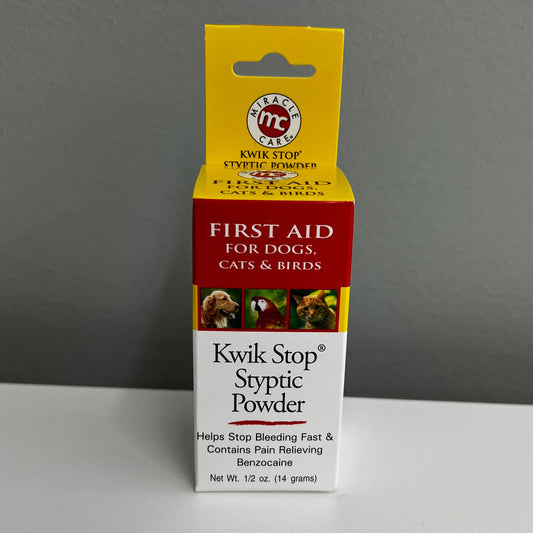 MIRACLE
mc
CARE®
KWIK STOP®
STYPTIC POWDER
FIRST AID
FOR DOGS,
CATS & BIRDS
FIRST AID
FOR DOGS,
CATS & BIRDS
Kwik Stop®
Styptic
Powder
Helps Stop Bleeding Fast &
Contains Pain Relieving
Benzocaine
Net Wt. 1/2 oz. (14 grams)